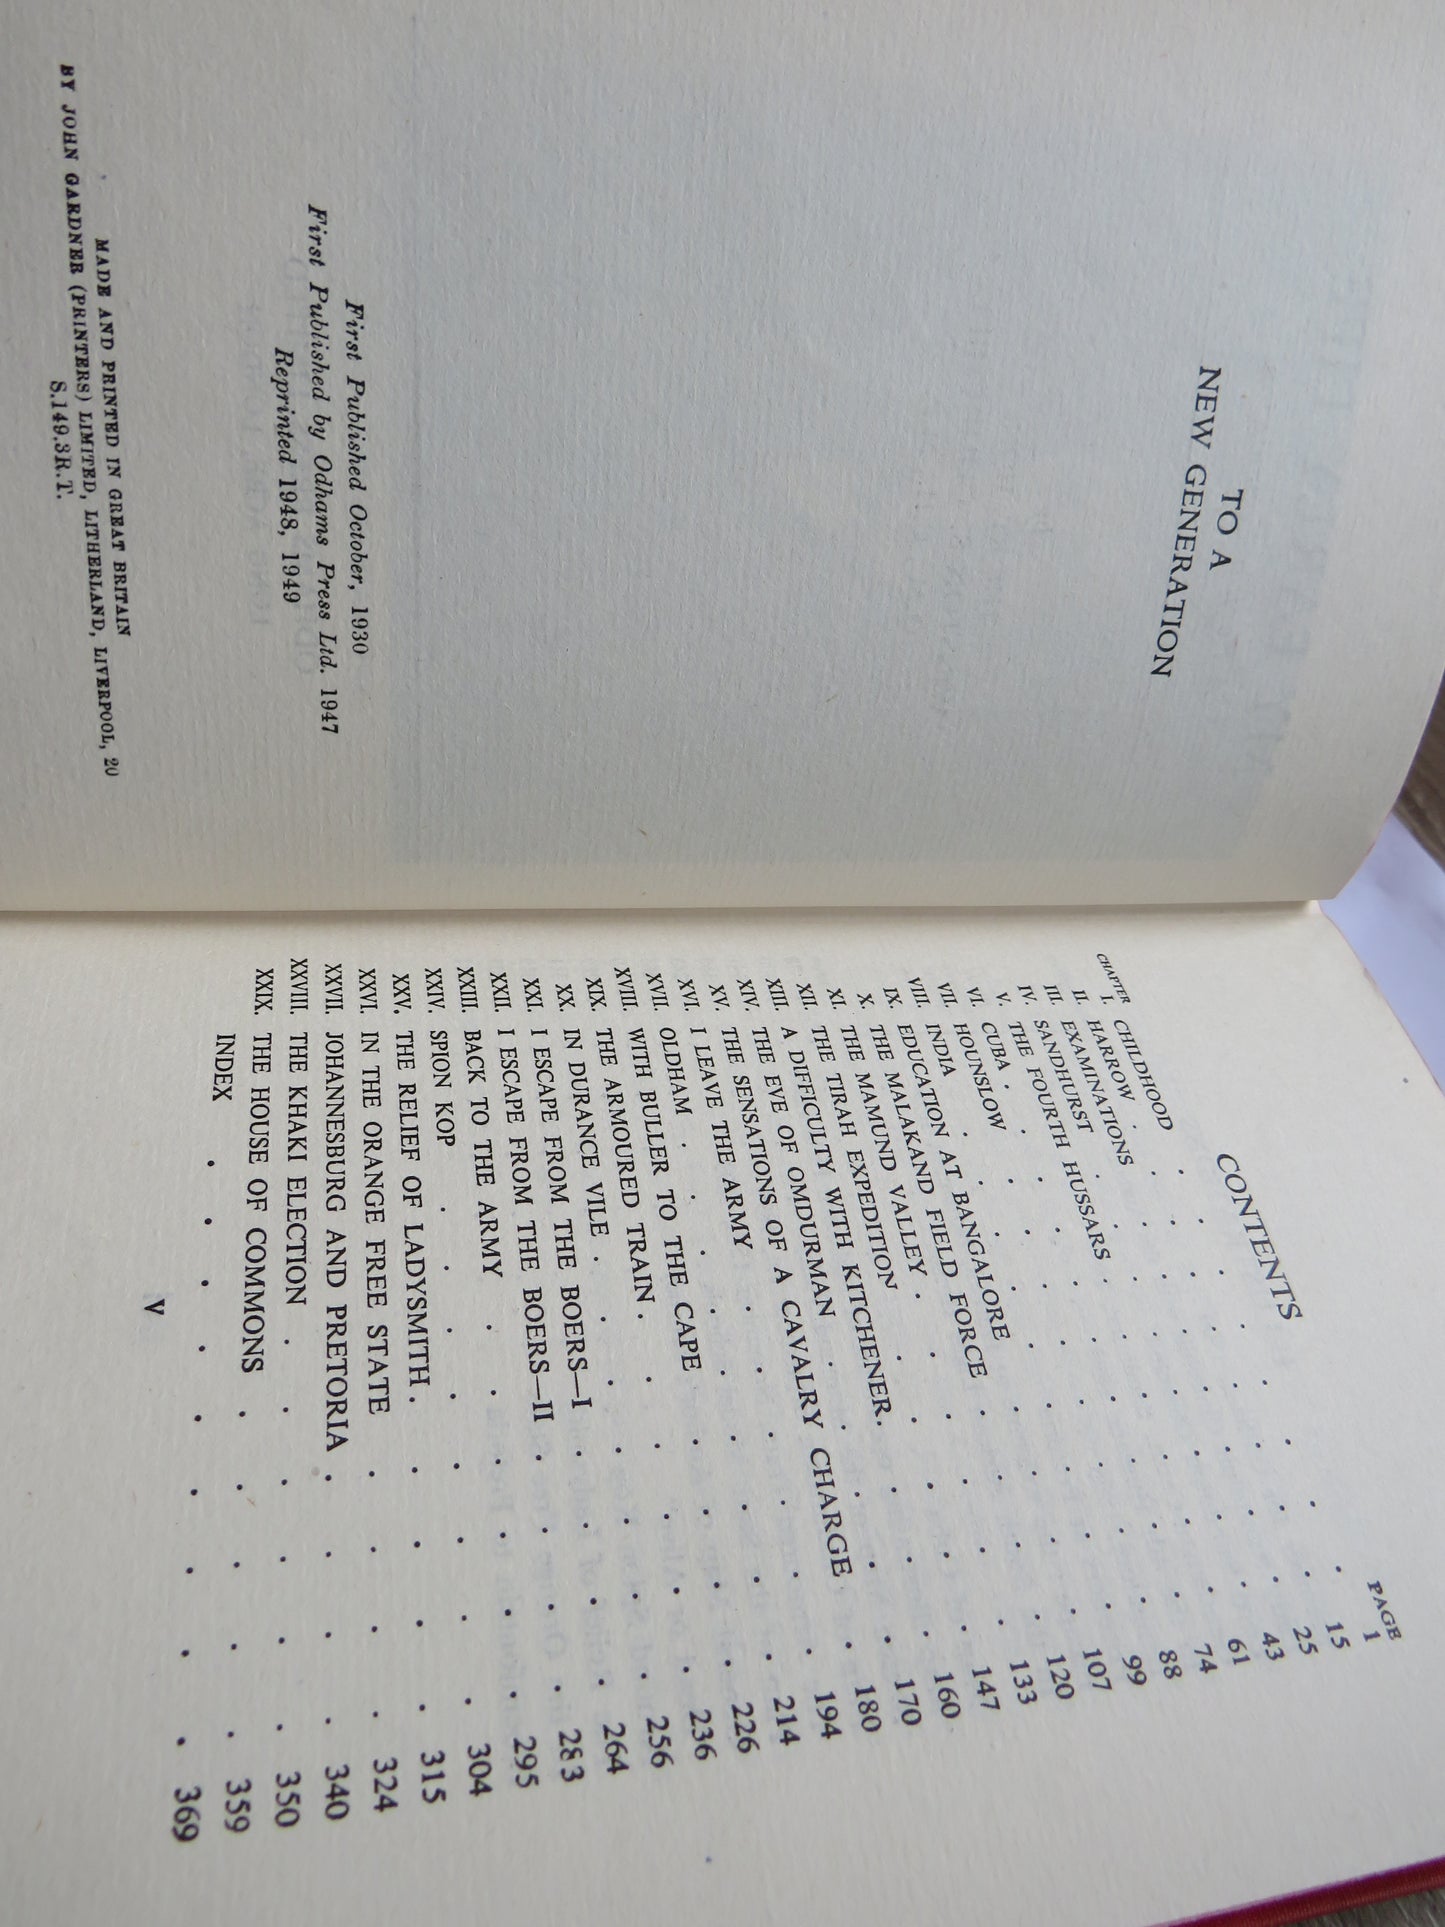 TO A
NEW GENERATION
First Published October, 1930
First Published by Odhams Press Ltd. 1947
Reprinted 1948, 1949
MADE AND PRINTED IN GREAT BRITAIN
BY JOHN GARDNER (PRINTERS) LIMITED, LITHERLAND, LIVERPOOL, 20
S.149.3R.T.
CONTENTS
CHAPTER PAGE
I. CHILDHOOD . . . . . . . 1
II. HARROW . . . . . . . . 15
III. EXAMINATIONS . . . . . . . 25
IV. SANDHURST . . . . . . . 43
V. THE FOURTH HUSSARS . . . . . . 61
VI. CUBA . . . . . . . . . 74
VII. HOUNSLOW . . . . . . . . 88
VIII. INDIA . . . . . . . . . 99
IX. EDUCATION AT BANGALORE . . . . . 107
X. THE MALAKAND FIELD FORCE . . . . . 120
XI. THE MAMUND VALLEY . . . . . . 133
XII. THE TIRAH EXPEDITION . . . . . . 147
XIII. A DIFFICULTY WITH KITCHENER . . . . . 160
XIV. THE EVE OF OMDURMAN . . . . . . 170
XV. THE SENSATIONS OF A CAVALRY CHARGE . . . 180
XVI. I LEAVE THE ARMY . . . . . . 194
XVII. OLDHAM . . . . . . . . 214
XVIII. WITH BULLER TO THE CAPE . . . . . 226
XIX. THE ARMOURED TRAIN . . . . . . 236
XX. IN DURANCE VILE . . . . . . . 256
XXI. I ESCAPE FROM THE BOERS—I . . . . . 264
XXII. I ESCAPE FROM THE BOERS—II . . . . . 283
XXIII. BACK TO THE ARMY . . . . . . 295
XXIV. SPION KOP . . . . . . . . 304
XXV. THE RELIEF OF LADYSMITH . . . . . . 315
XXVI. IN THE ORANGE FREE STATE . . . . . 324
XXVII. JOHANNESBURG AND PRETORIA . . . . . 340
XXVIII. THE KHAKI ELECTION . . . . . . 350
XXIX. THE HOUSE OF COMMONS . . . . . . 359
INDEX . . . . . . . . . 369
V